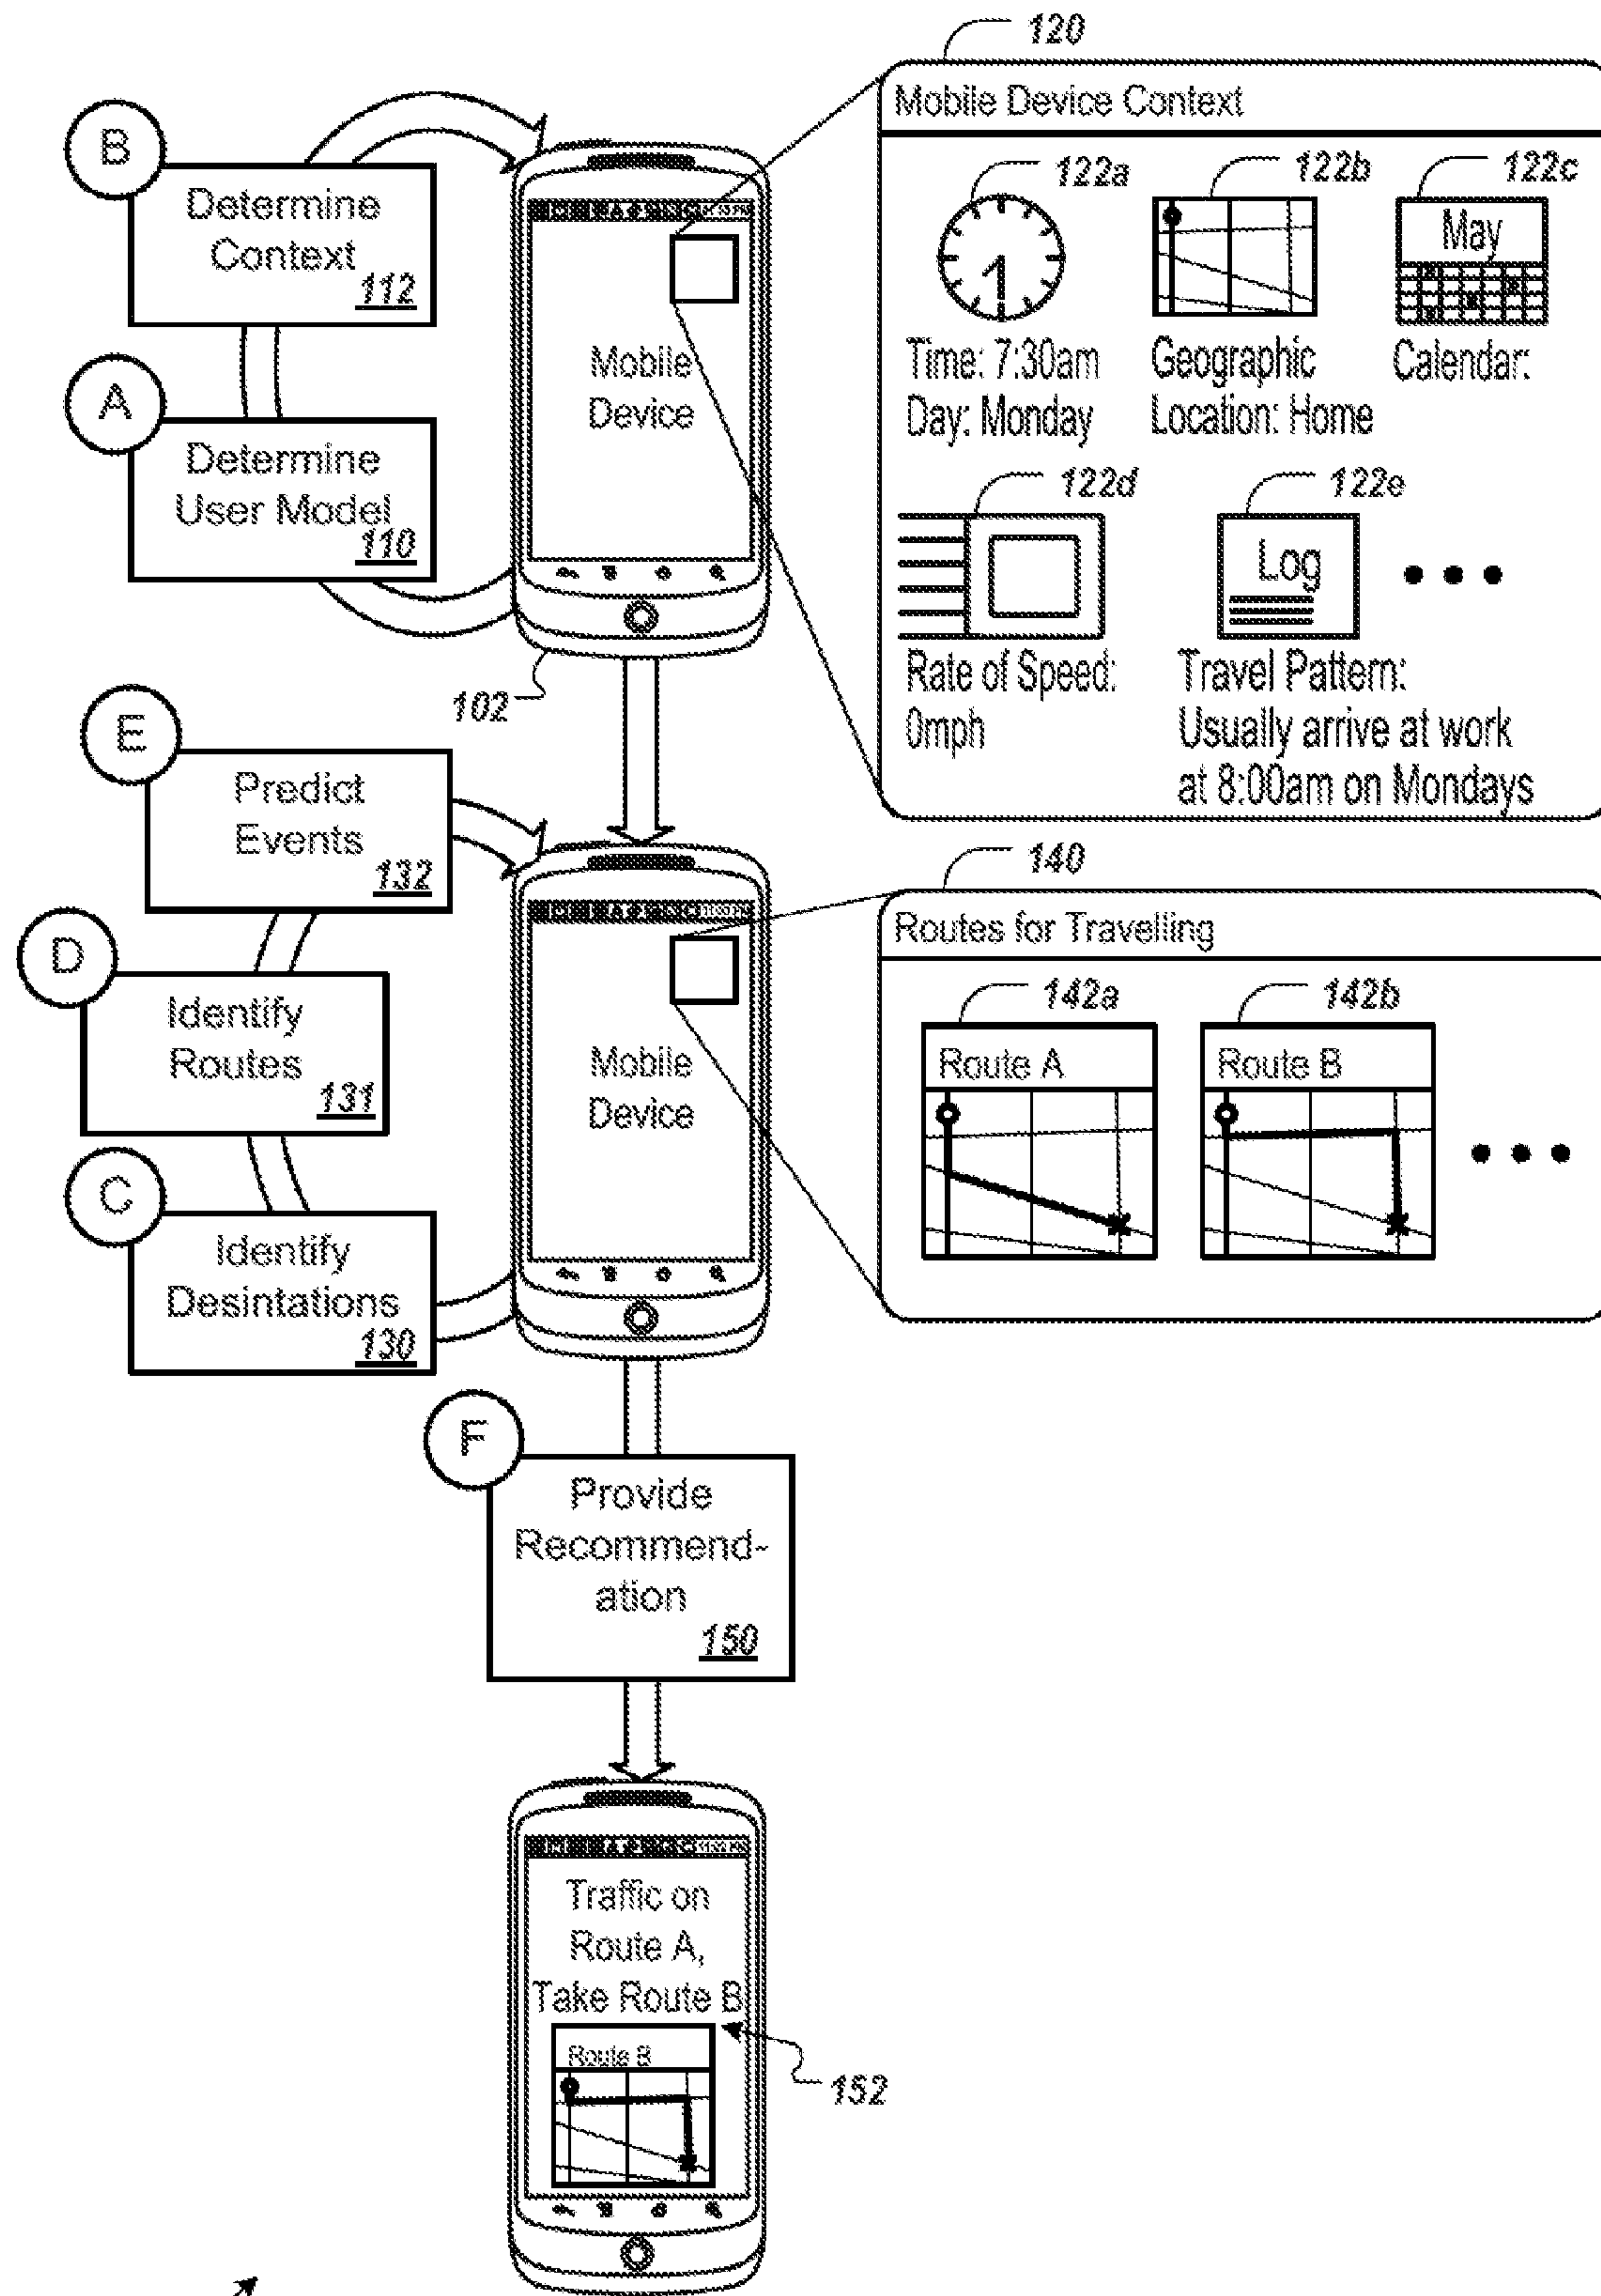 120
Mobile Device Context
122a
122b
122c
May
Time: 7:30am
Day: Monday
Geographic
Location: Home
Calendar:
122d
122e
Log
Rate of Speed:
0mph
Travel Pattern:
Usually arrive at work
at 8:00am on Mondays
B
Determine
Context
112
A
Determine
User Model
110
Mobile
Device
102
E
Predict
Events
132
D
Identify
Routes
131
C
Identify
Desintations
130
Mobile
Device
140
Routes for Travelling
142a
142b
Route A
Route B
F
Provide
Recommend-
ation
150
Traffic on
Route A,
Take Route B
Route B
152